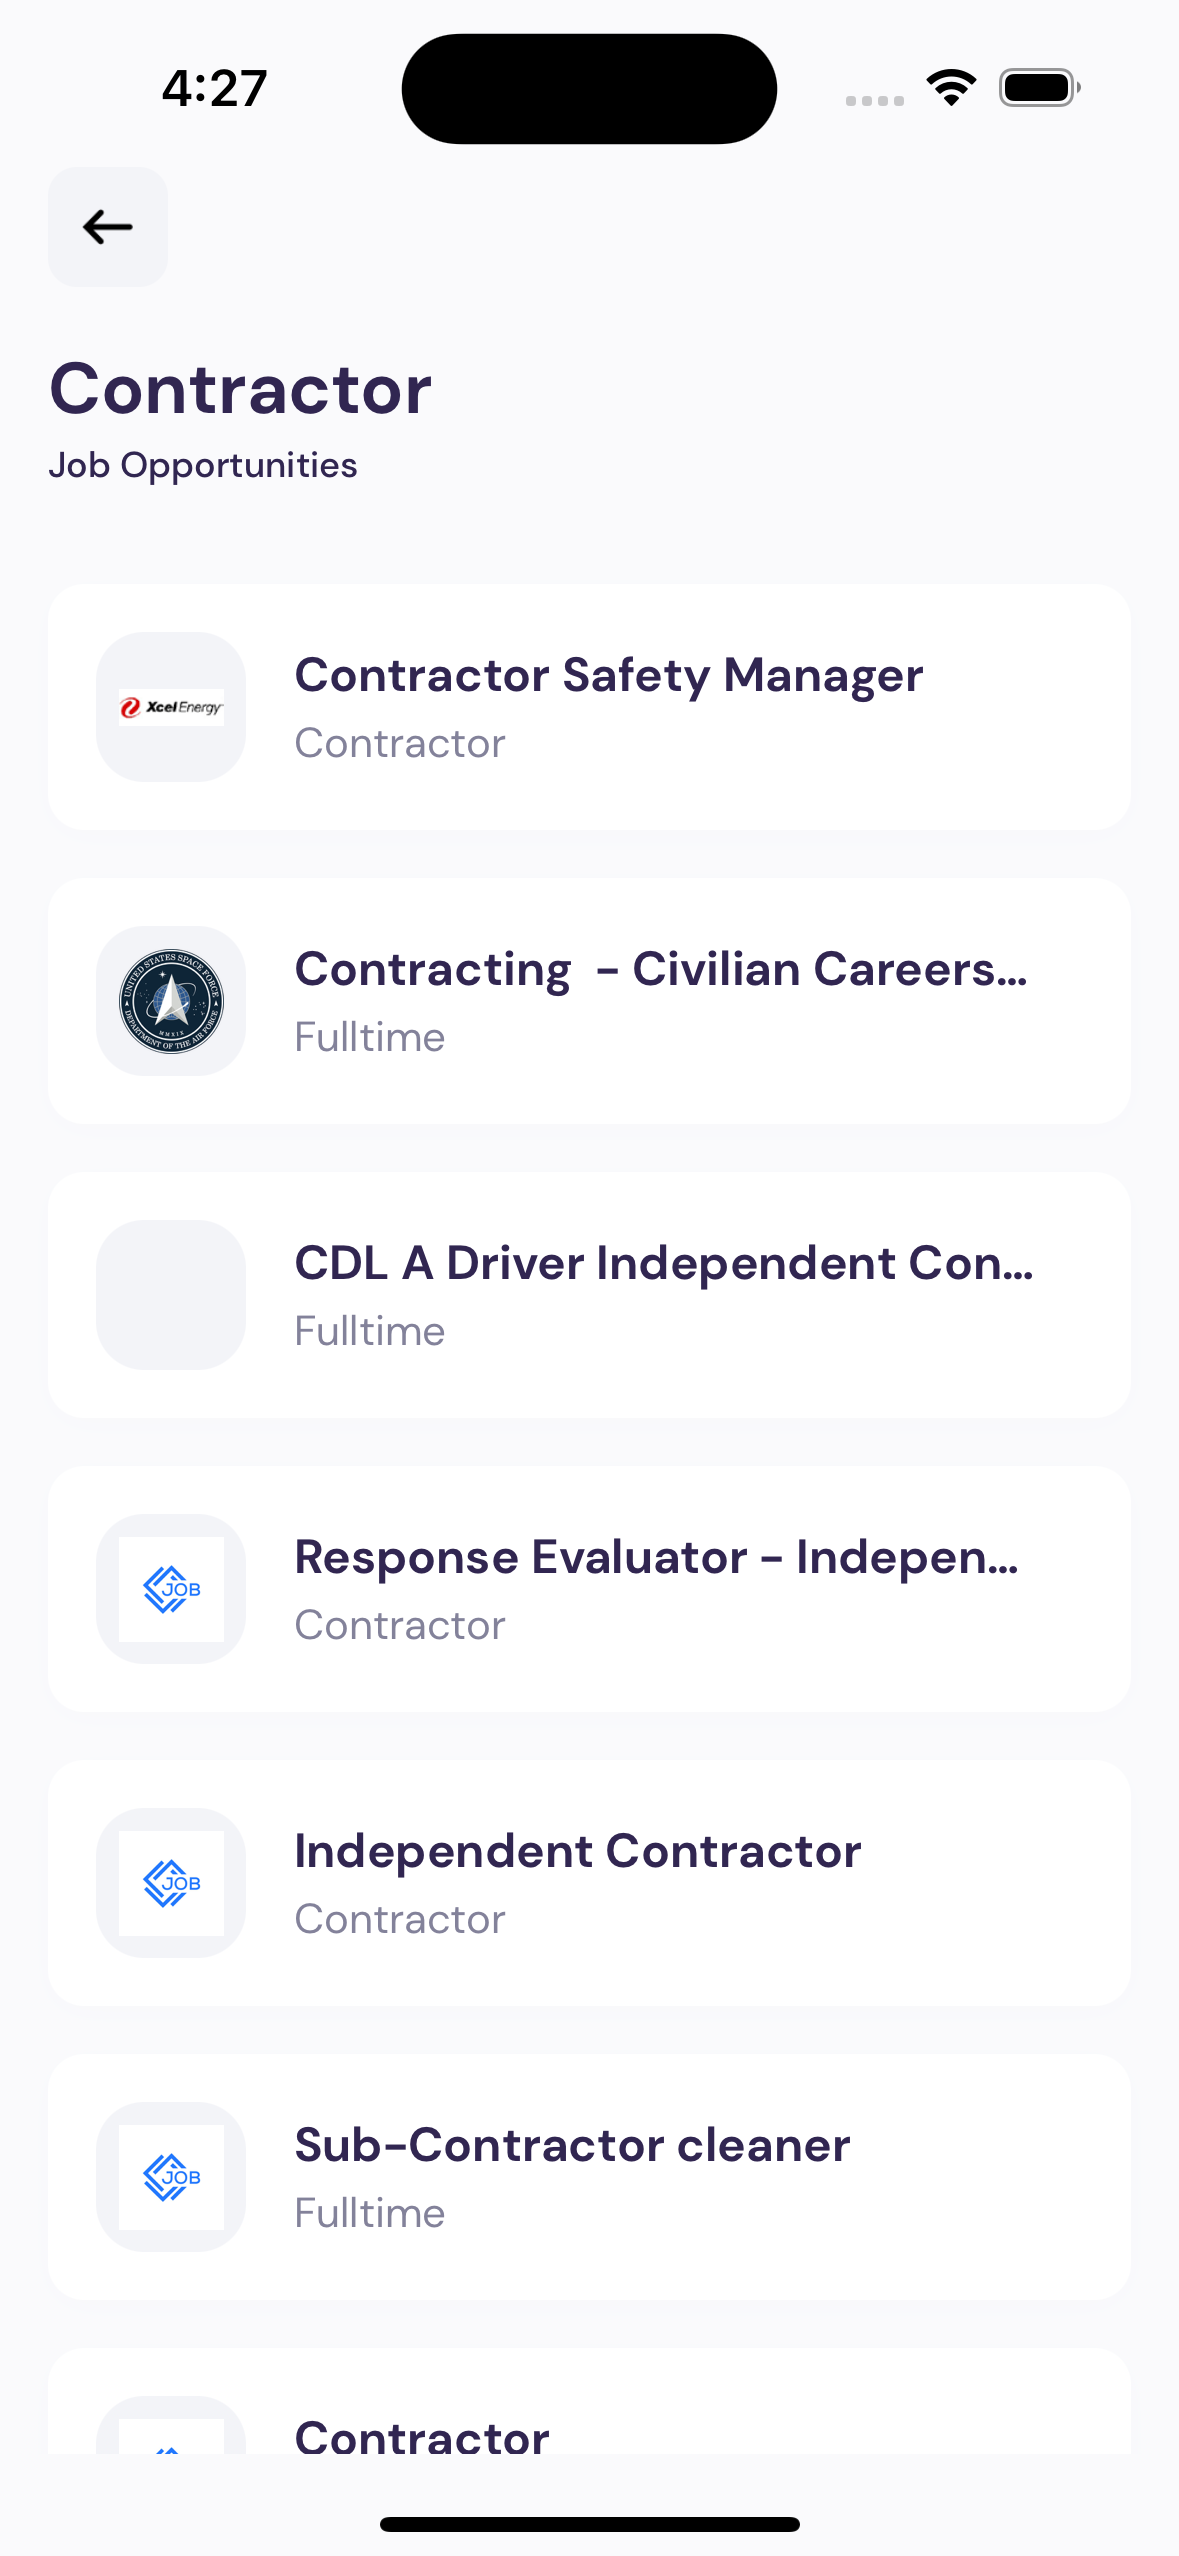 4:27
Contractor
Job Opportunities
Xcel Energy
Contractor Safety Manager
Contractor
UNITED STATES SPACE FORCE
MMXIX
DEPARTMENT OF THE AIR FORCE
Contracting - Civilian Careers...
Fulltime
CDL A Driver Independent Con...
Fulltime
JOB
Response Evaluator - Indepen...
Contractor
JOB
Independent Contractor
Contractor
JOB
Sub-Contractor cleaner
Fulltime
Contractor